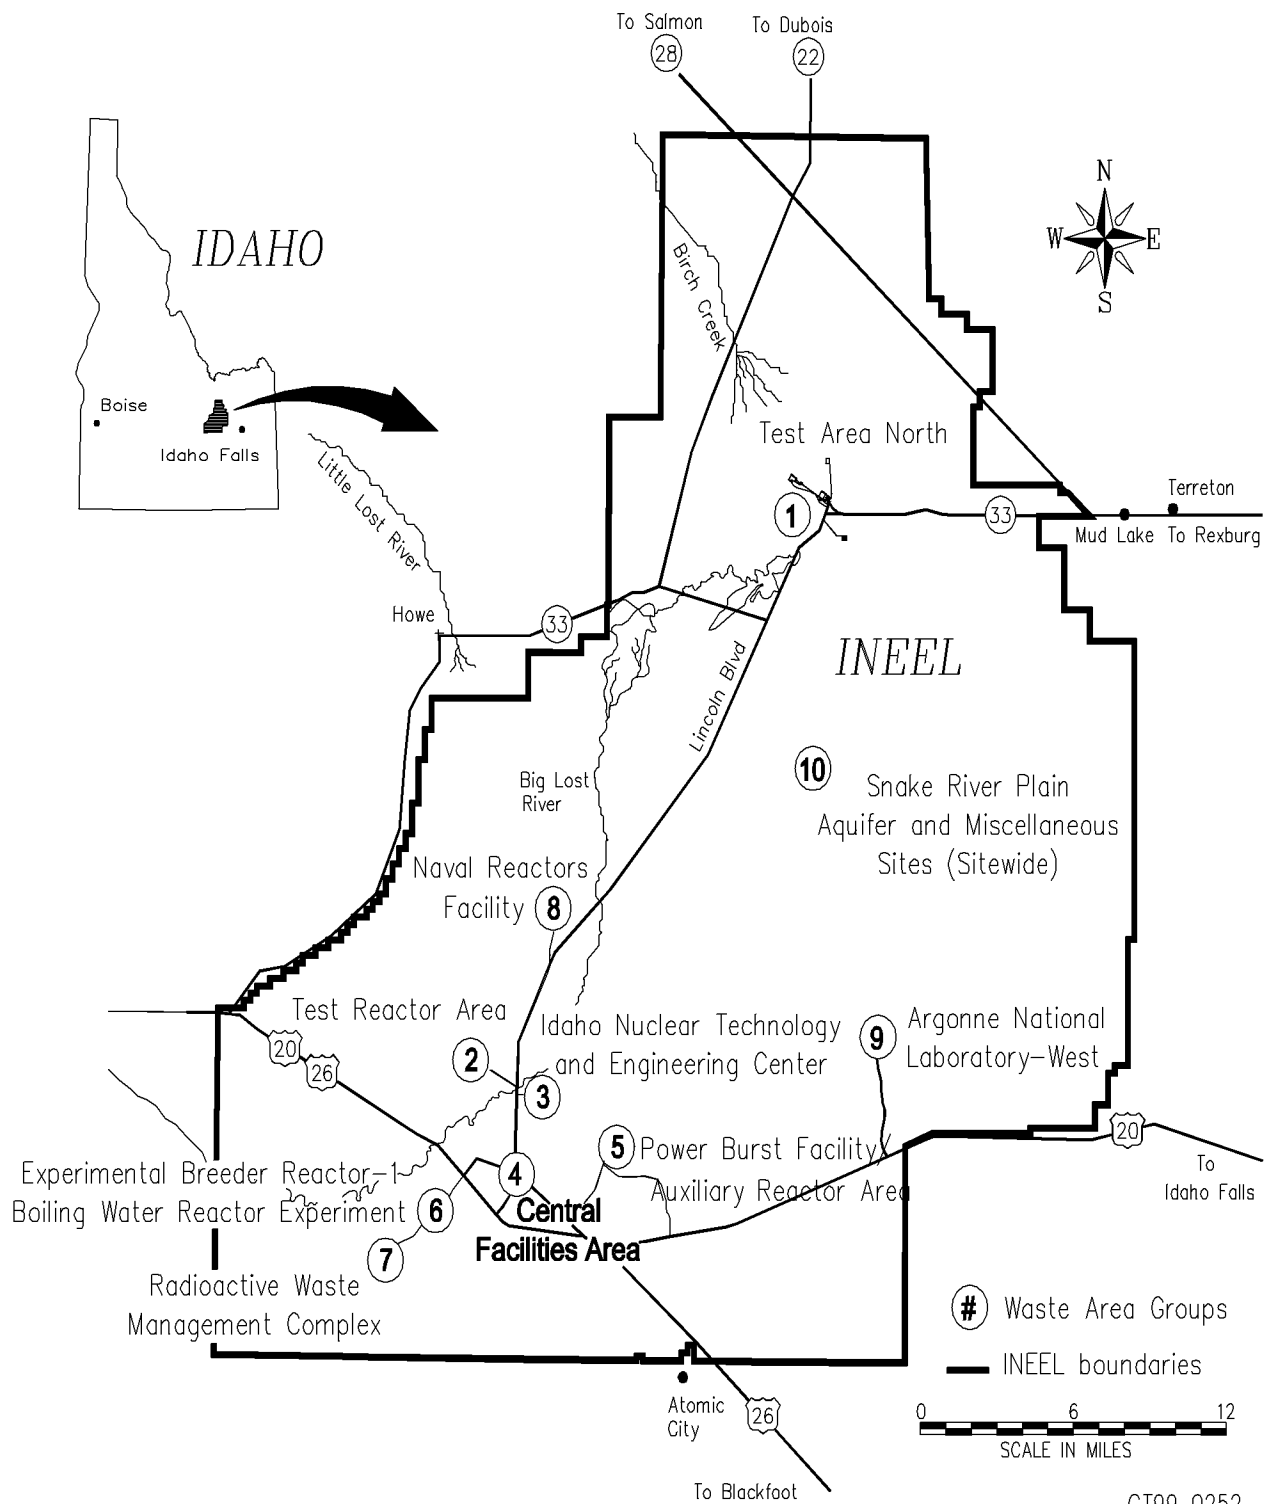 To Salmon
28
To Dubois
22
N
W E
S
IDAHO
Boise
Idaho Falls
Birch Creek
Little Lost
River
Test Area North
1
33
Terreton
Mud Lake
To Rexburg
Howe
33
Lincoln Blvd
INEEL
Big Lost
River
10
Snake River Plain
Aquifer and Miscellaneous
Sites (Sitewide)
Naval Reactors
Facility
8
Test Reactor Area
20
26
2
Idaho Nuclear Technology
and Engineering Center
3
9
Argonne National
Laboratory-West
20
To
Idaho Falls
5
Power Burst Facility/
Auxiliary Reactor Area
Experimental Breeder Reactor-1
Boiling Water Reactor Experiment
6
4
Central
Facilities Area
7
Radioactive Waste
Management Complex
# Waste Area Groups
INEEL boundaries
0 6 12
SCALE IN MILES
Atomic
City
26
To Blackfoot